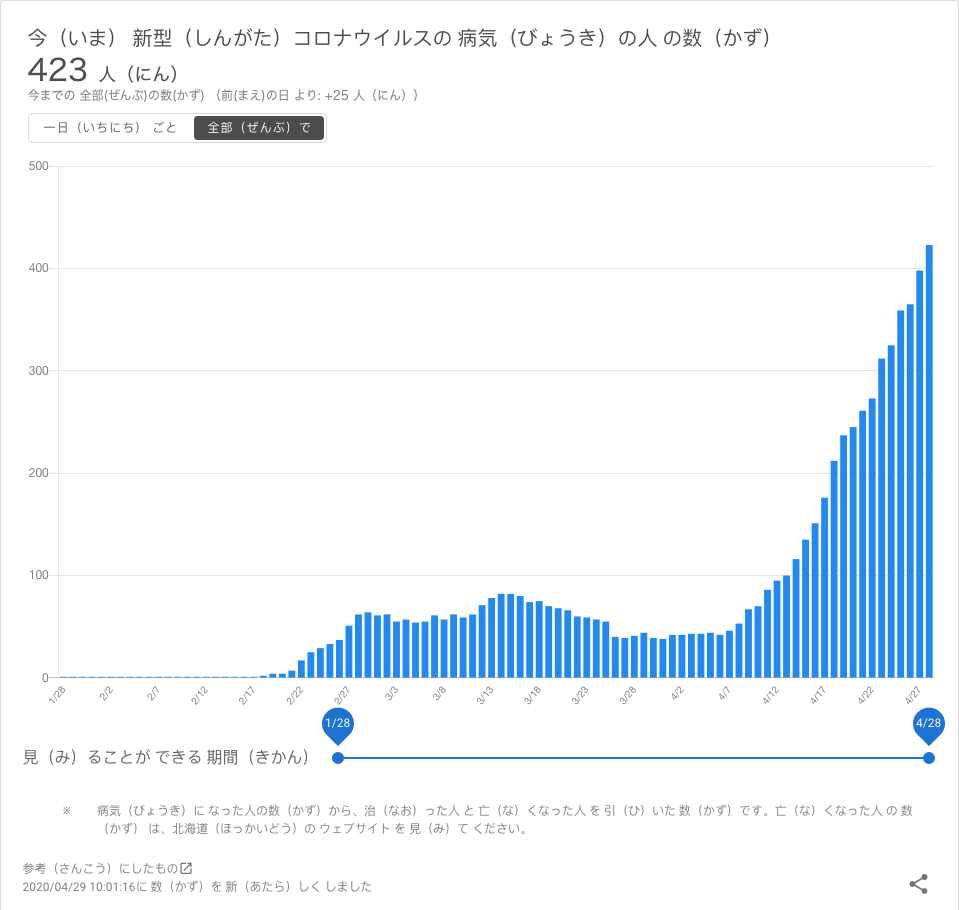 今（いま） 新型（しんがた）コロナウイルスの 病気（びょうき）の人 の数（かず）
423 人（にん）
今までの 全部(ぜんぶ)の数(かず) （前(まえ)の日 より: +25 人（にん））
一日（いちにち） ごと 全部（ぜんぶ）で
500
400
300
200
100
0
1/28 2/2 2/7 2/12 2/17 2/22 2/27 3/3 3/8 3/13 3/18 3/23 3/28 4/2 4/7 4/12 4/17 4/22 4/27
1/28 4/28
見（み）ることが できる 期間（きかん）
※ 病気（びょうき）に なった人の数（かず）から、治（なお）った人 と 亡（な）くなった人 を 引（ひ）いた 数（かず）です。亡（な）くなった人 の 数
（かず） は、北海道（ほっかいどう）の ウェブサイト を 見（み）て ください。
参考（さんこう）にしたもの
2020/04/29 10:01:16に 数（かず）を 新（あたら）しく しました